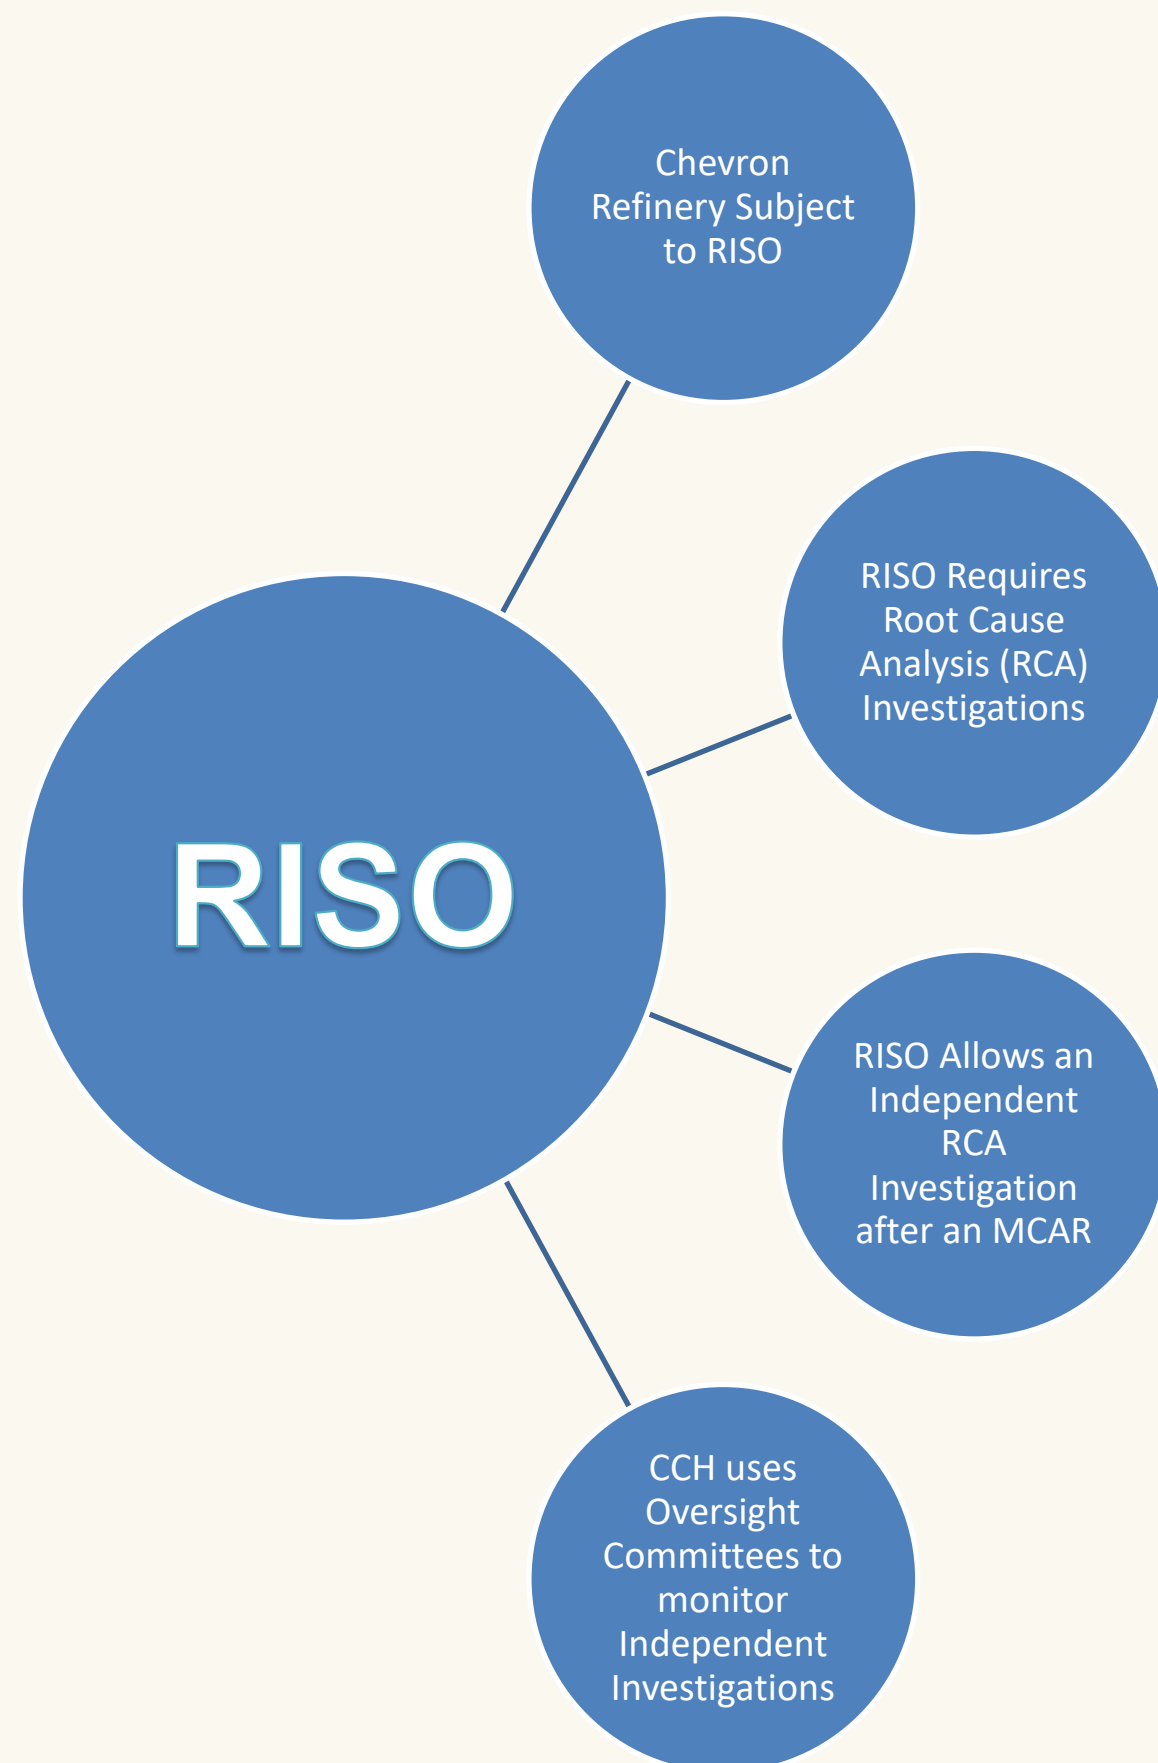 Chevron
Refinery Subject
to RISO
RISO Requires
Root Cause
Analysis (RCA)
Investigations
RISO
RISO Allows an
Independent
RCA
Investigation
after an MCAR
CCH uses
Oversight
Committees to
monitor
Independent
Investigations